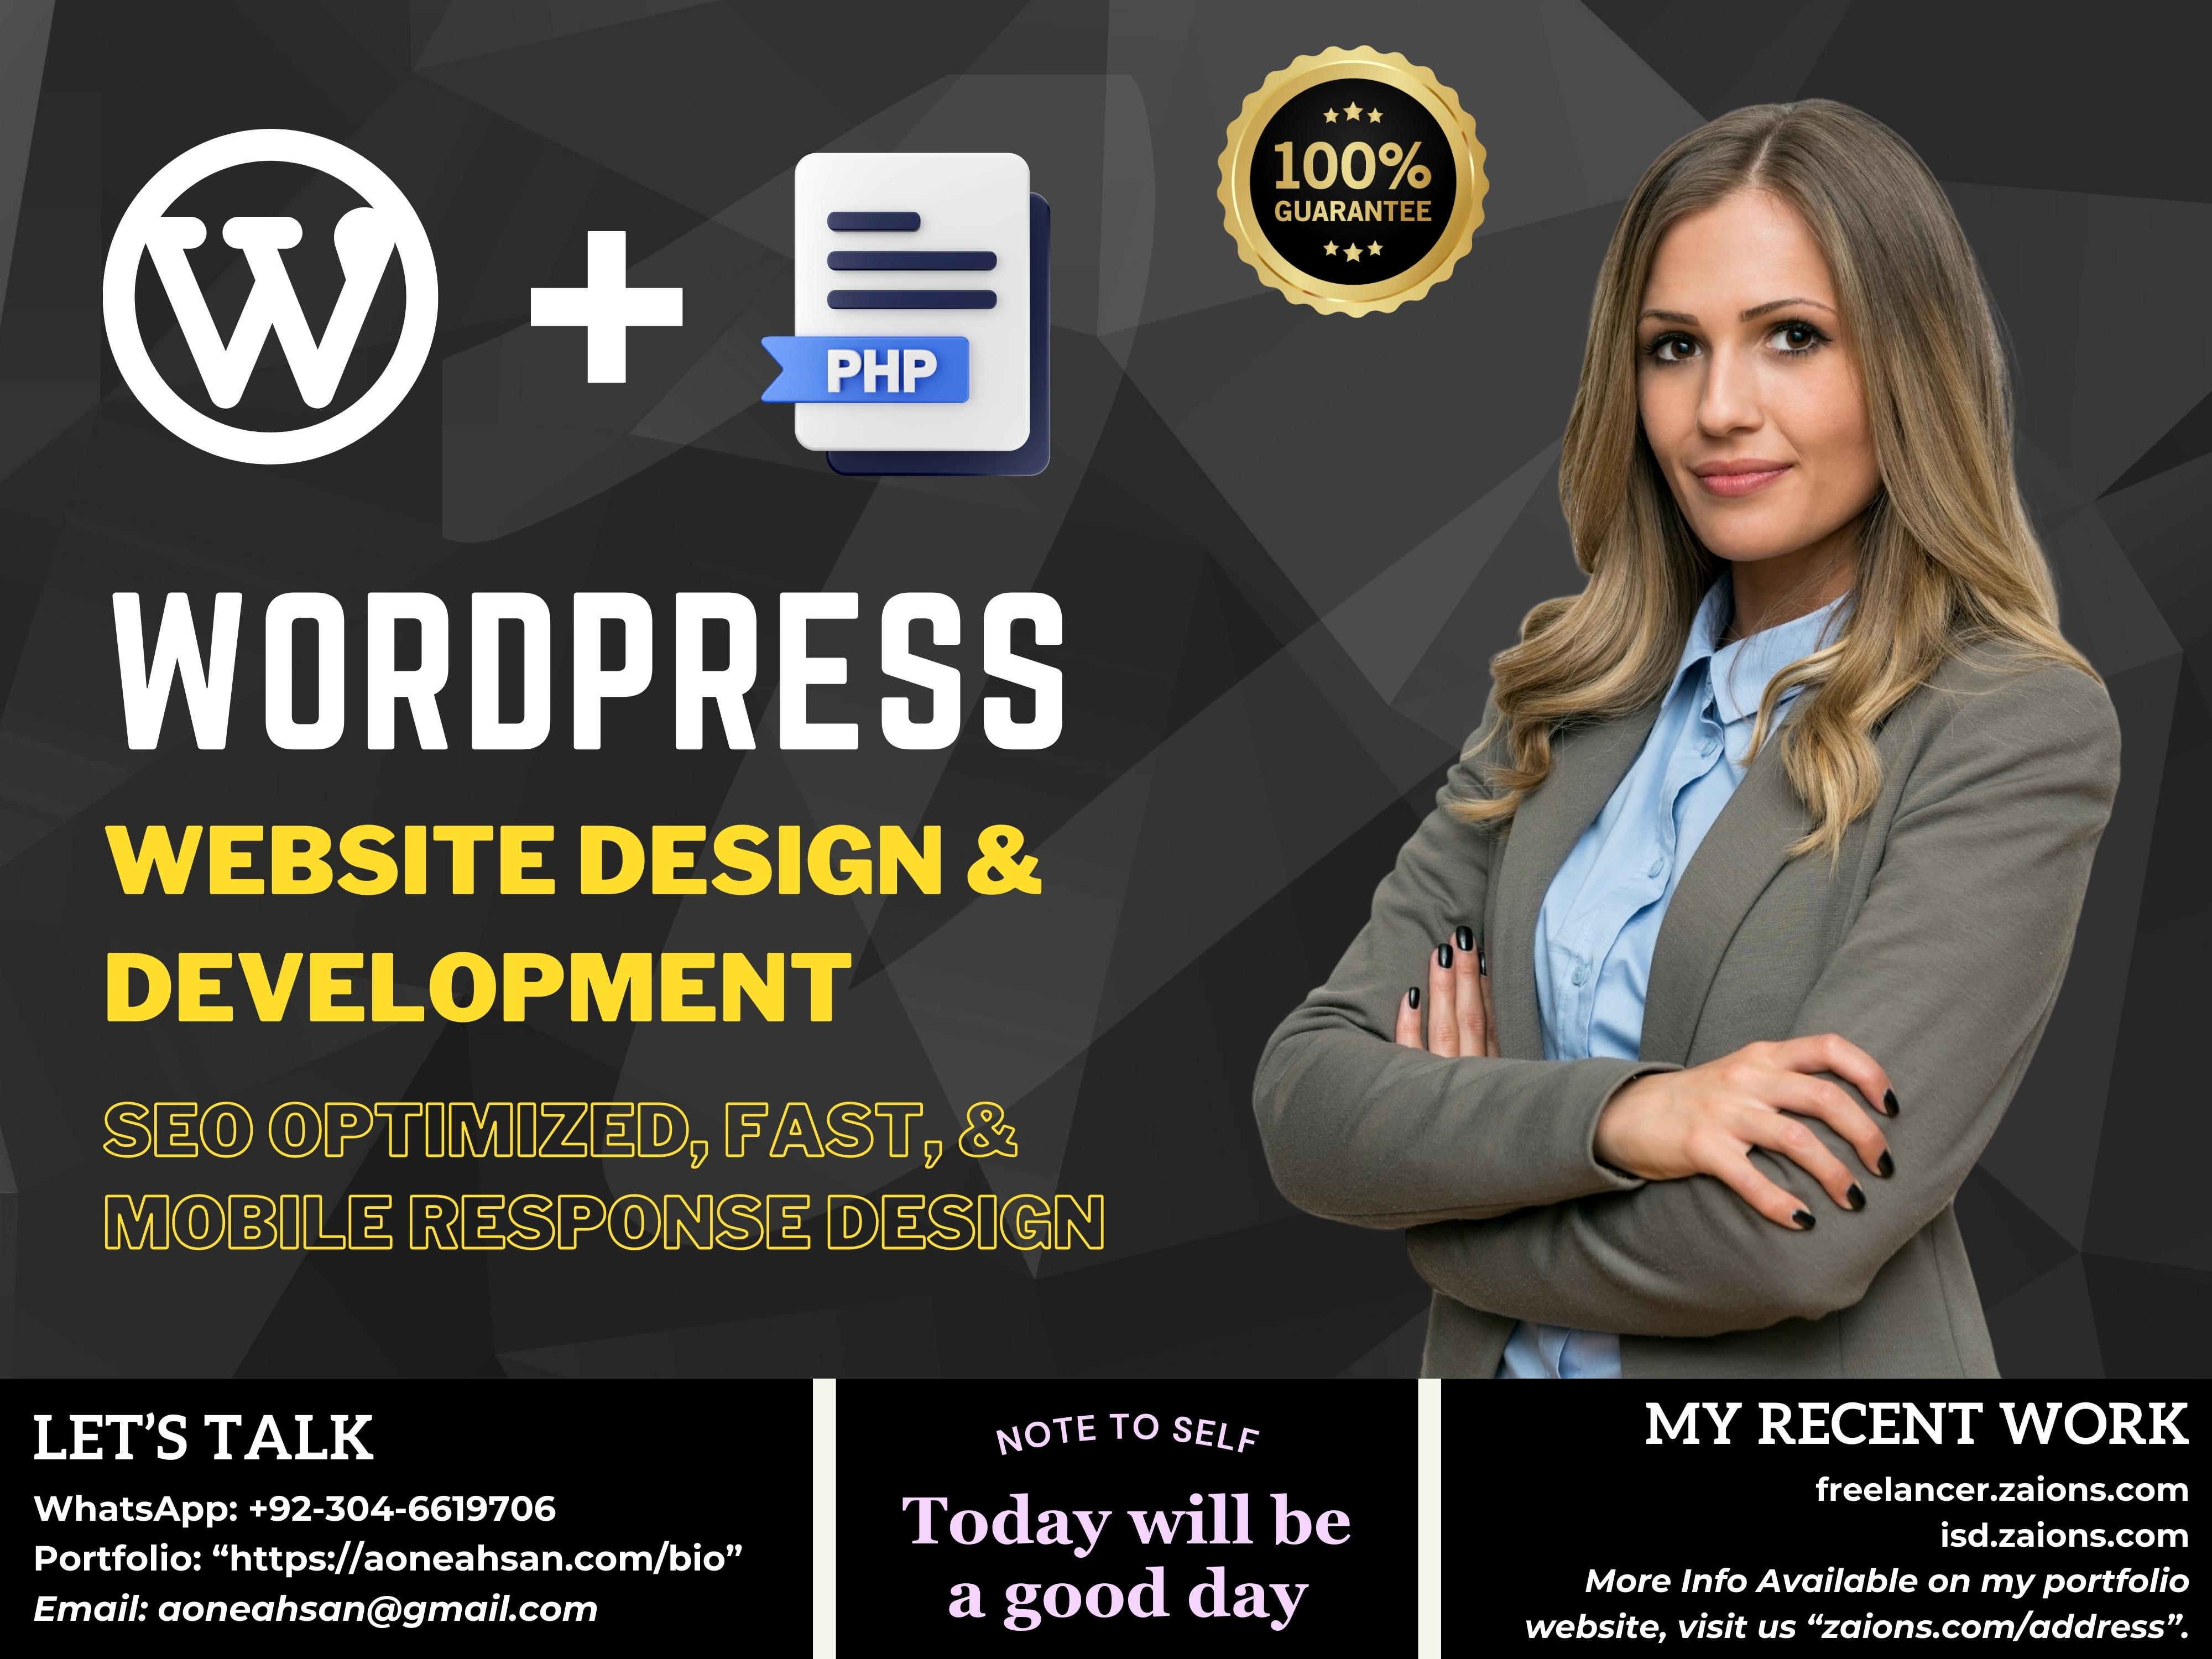 W
+
PHP
100%
GUARANTEE
WORDPRESS
WEBSITE DESIGN &
DEVELOPMENT
SEO OPTIMIZED, FAST, &
MOBILE RESPONSE DESIGN
LET'S TALK
WhatsApp: +92-304-6619706
Portfolio: “https://aoneahsan.com/bio”
Email: aoneahsan@gmail.com
NOTE TO SELF
Today will be
a good day
MY RECENT WORK
freelancer.zaions.com
isd.zaions.com
More Info Available on my portfolio
website, visit us “zaions.com/address”.